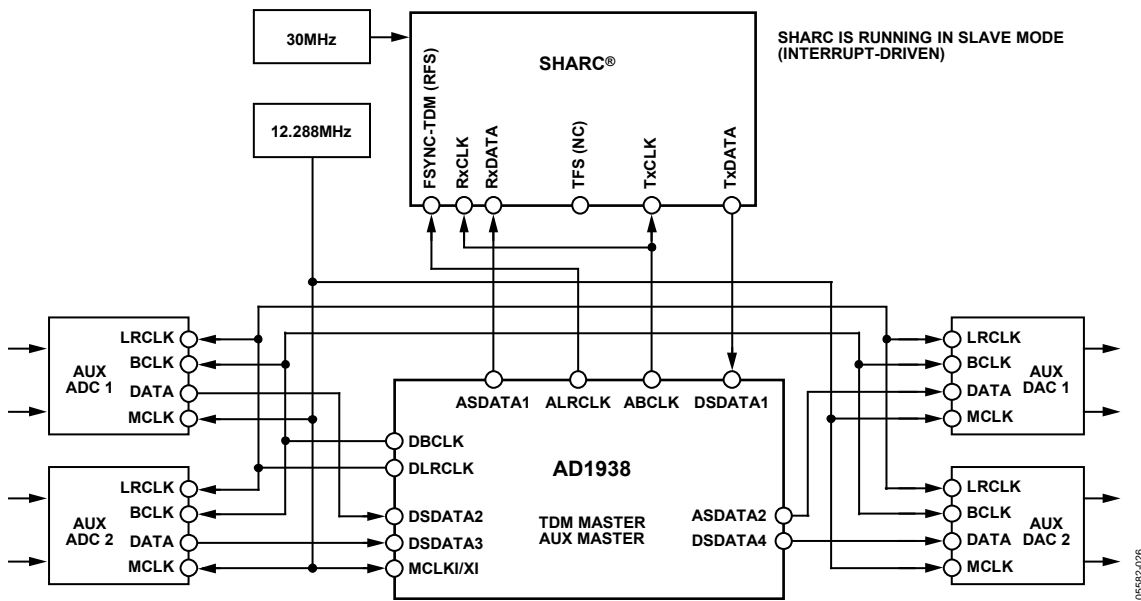 30MHz
12.288MHz
SHARC®
SHARC IS RUNNING IN SLAVE MODE
(INTERRUPT-DRIVEN)
FSYNC-TDM (RFS)
RxCLK
RxDATA
TFS (NC)
TxCLK
TxDATA
LRCLK
BCLK
DATA
MCLK
AUX
ADC 1
LRCLK
BCLK
DATA
MCLK
AUX
ADC 2
ASDATA1
ALRCLK
ABCLK
DSDATA1
DBCLK
DLRCLK
DSDATA2
DSDATA3
MCLKI/XI
AD1938
TDM MASTER
AUX MASTER
ASDATA2
DSDATA4
LRCLK
BCLK
DATA
MCLK
AUX
DAC 1
LRCLK
BCLK
DATA
MCLK
AUX
DAC 2
05582-026